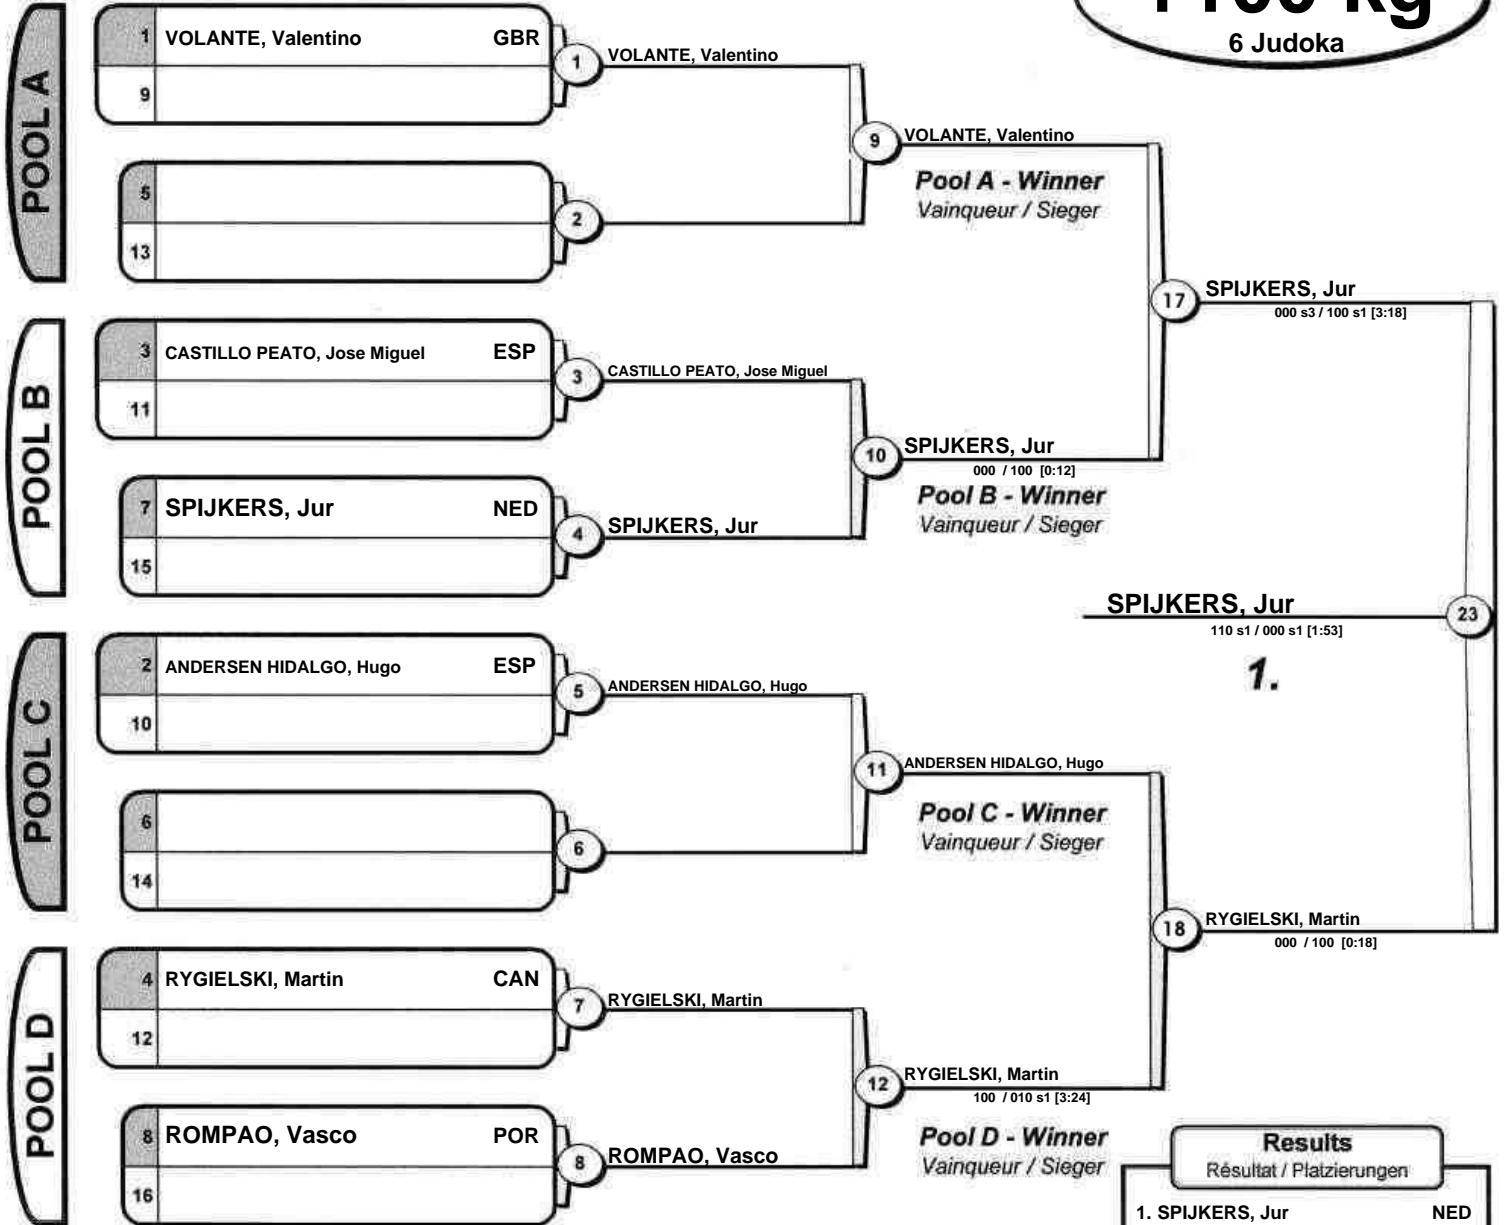 6 Judoka
POOL A
1 VOLANTE, Valentino GBR
9
1 VOLANTE, Valentino
5
13
2
9 VOLANTE, Valentino
Pool A - Winner
Vainqueur / Sieger
POOL B
3 CASTILLO PEATO, Jose Miguel ESP
11
3 CASTILLO PEATO, Jose Miguel
7 SPIJKERS, Jur NED
15
4 SPIJKERS, Jur
10 SPIJKERS, Jur
000 / 100 [0:12]
Pool B - Winner
Vainqueur / Sieger
17 SPIJKERS, Jur
000 s3 / 100 s1 [3:18]
SPIJKERS, Jur 23
110 s1 / 000 s1 [1:53]
1.
POOL C
2 ANDERSEN HIDALGO, Hugo ESP
10
5 ANDERSEN HIDALGO, Hugo
6
14
6
11 ANDERSEN HIDALGO, Hugo
Pool C - Winner
Vainqueur / Sieger
POOL D
4 RYGIELSKI, Martin CAN
12
7 RYGIELSKI, Martin
8 ROMPAO, Vasco POR
16
8 ROMPAO, Vasco
12 RYGIELSKI, Martin
100 / 010 s1 [3:24]
Pool D - Winner
Vainqueur / Sieger
18 RYGIELSKI, Martin
000 / 100 [0:18]
Results
Résultat / Platzierungen
1. SPIJKERS, Jur NED